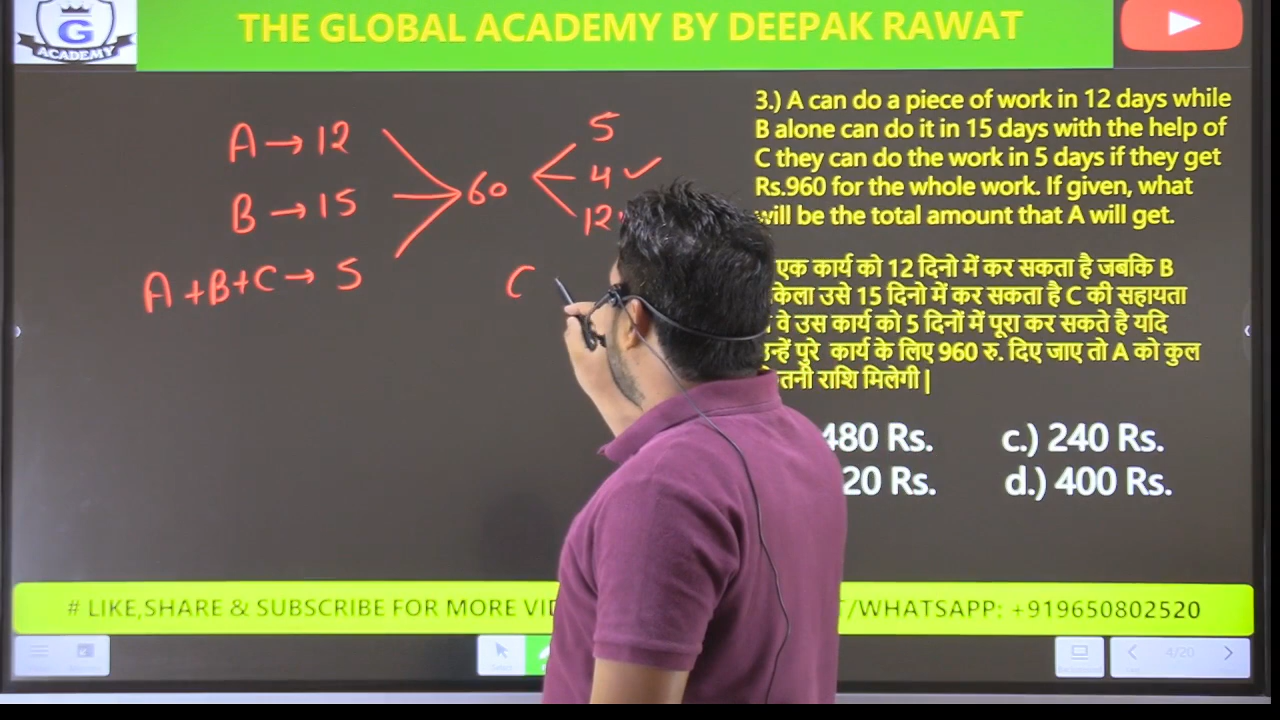 G
ACADEMY
THE GLOBAL ACADEMY BY DEEPAK RAWAT
A → 12
B → 15
A+B+C → 5
60
5
4 ✓
12
C
3.) A can do a piece of work in 12 days while
B alone can do it in 15 days with the help of
C they can do the work in 5 days if they get
Rs.960 for the whole work. If given, what
will be the total amount that A will get.
एक कार्य को 12 दिनो में कर सकता है जबकि B
उसे 15 दिनो में कर सकता है C की सहायता
वे उस कार्य को 5 दिनों में पूरा कर सकते है यदि
पुरे कार्य के लिए 960 रु. दिए जाए तो A को कुल
राशि मिलेगी |
480 Rs. c.) 240 Rs.
20 Rs. d.) 400 Rs.
# LIKE,SHARE & SUBSCRIBE FOR MORE /WHATSAPP: +919650802520
Select
4/20